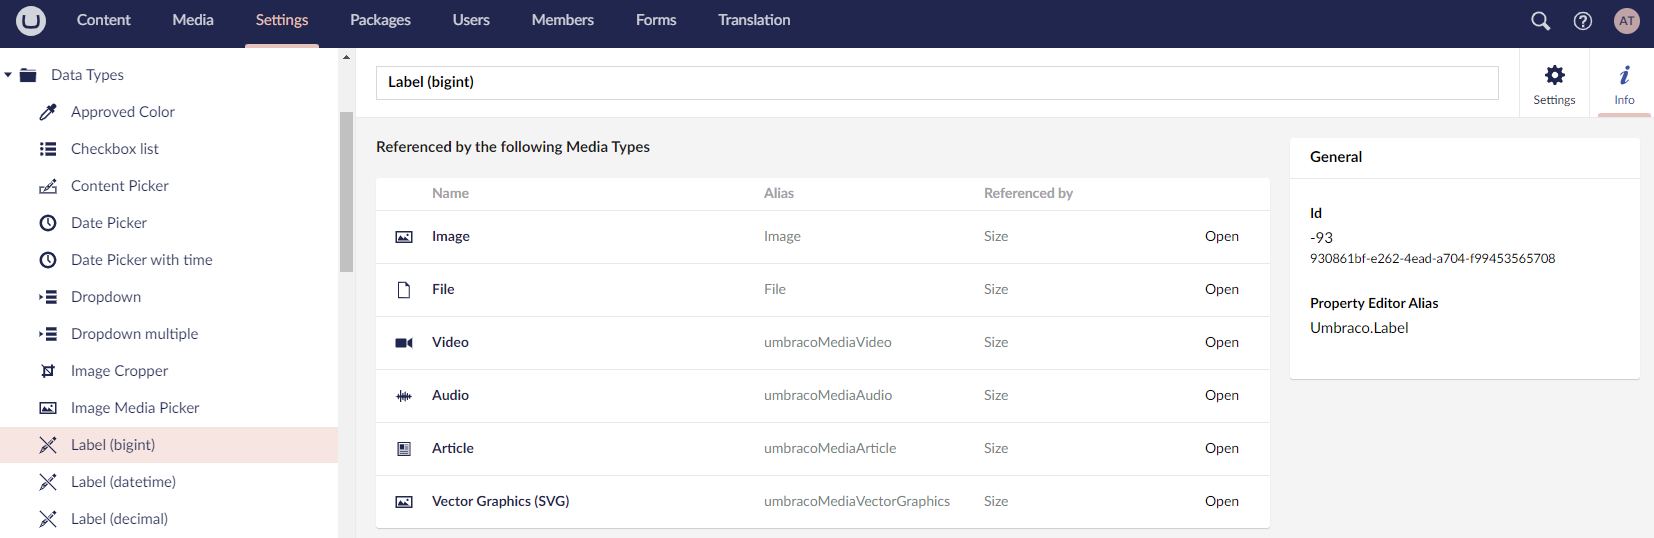 Content Media Settings Packages Users Members Forms Translation AT
Data Types
Approved Color
Checkbox list
Content Picker
Date Picker
Date Picker with time
Dropdown
Dropdown multiple
Image Cropper
Image Media Picker
Label (bigint)
Label (datetime)
Label (decimal)
Label (bigint)
Settings
Info
Referenced by the following Media Types
Name Alias Referenced by
Image Image Size Open
File File Size Open
Video umbracoMediaVideo Size Open
Audio umbracoMediaAudio Size Open
Article umbracoMediaArticle Size Open
Vector Graphics (SVG) umbracoMediaVectorGraphics Size Open
General
Id
-93
930861bf-e262-4ead-a704-f99453565708
Property Editor Alias
Umbraco.Label